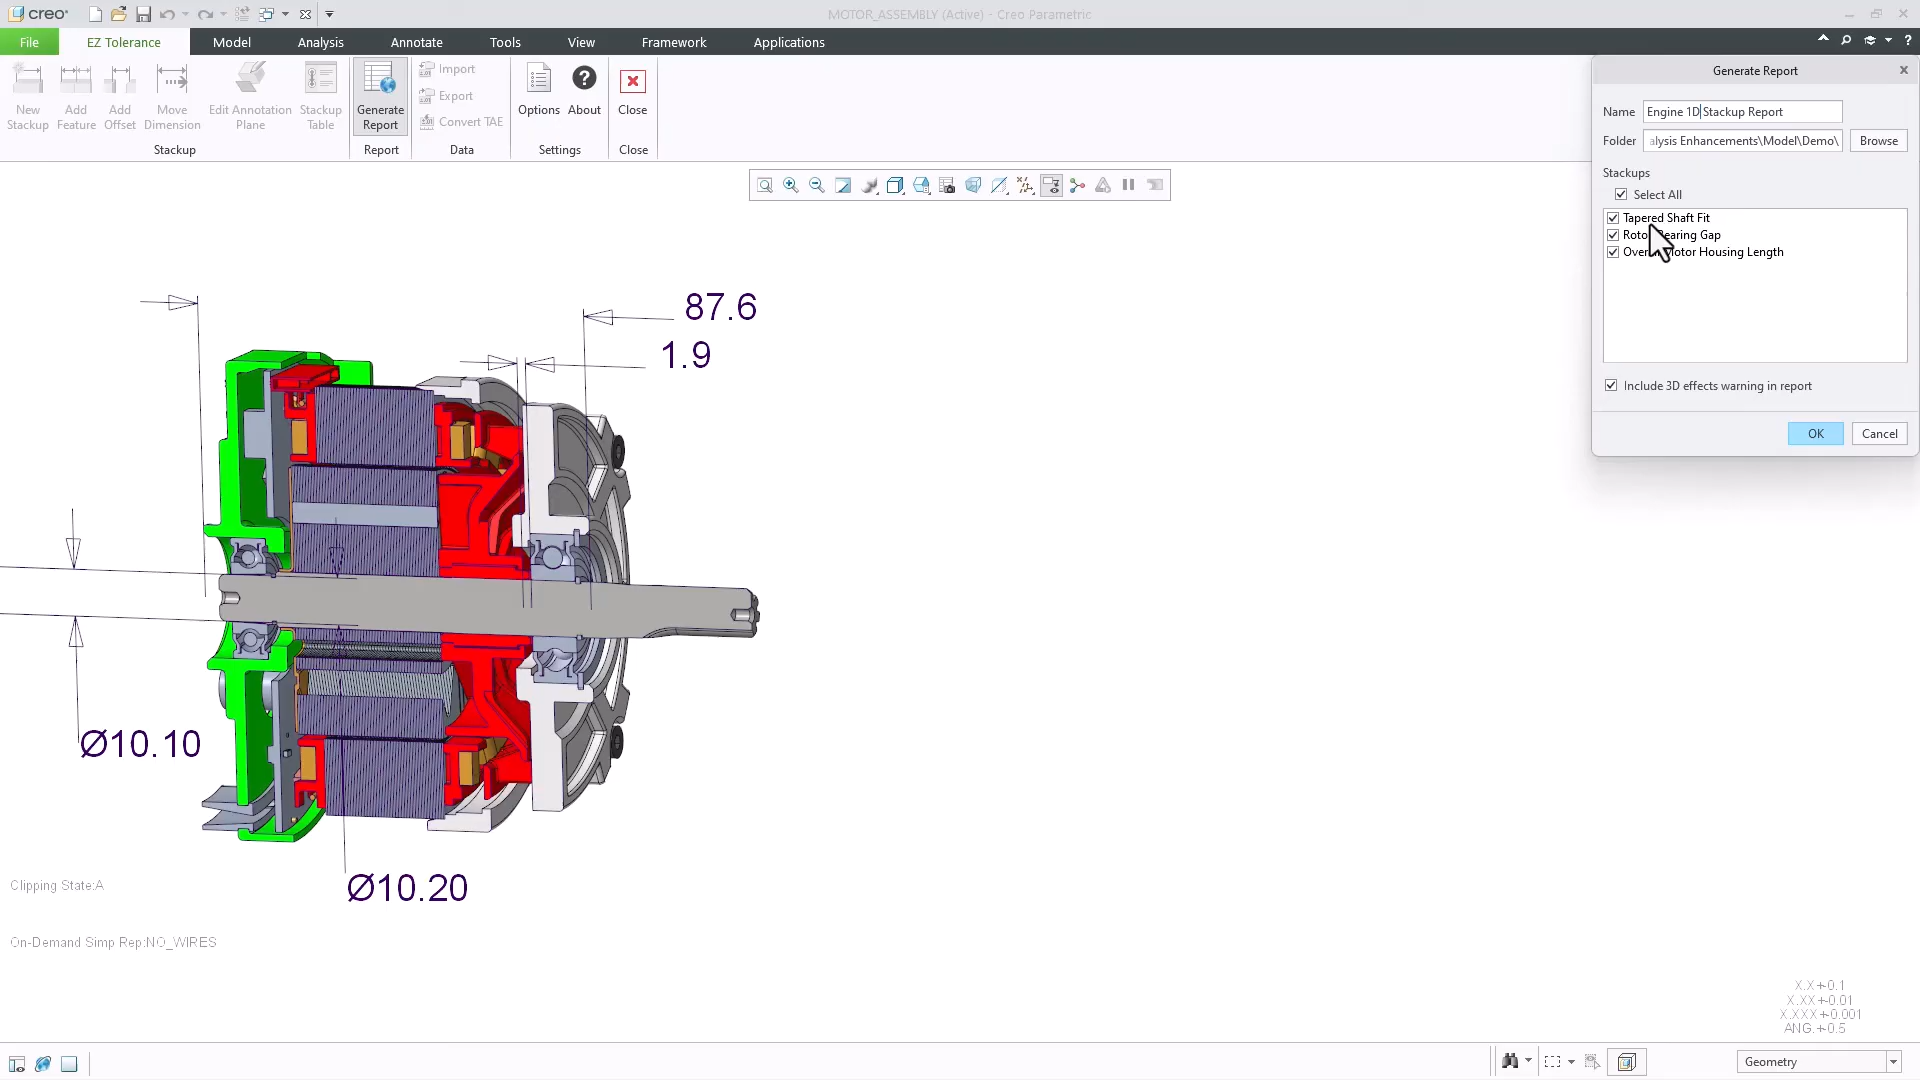 creo
MOTOR_ASSEMBLY (Active) - Creo Parametric
File
EZ Tolerance
Model
Analysis
Annotate
Tools
View
Framework
Applications
New Stackup
Add Feature
Add Offset
Move Dimension
Edit Annotation Plane
Stackup Table
Generate Report
Import
Export
Convert TAE
Options
About
Close
Stackup
Report
Data
Settings
Close
Generate Report
Name
Engine 1D Stackup Report
Folder
alysis Enhancements\Model\Demo\
Browse
Stackups
Select All
Tapered Shaft Fit
Gap
Motor Housing Length
Include 3D effects warning in report
OK
Cancel
87.6
1.9
Ø10.10
Ø10.20
Clipping State:A
On-Demand Simp Rep:NO_WIRES
X.X+-0.1
X.XX+-0.01
X.XXX+-0.001
ANG.+-0.5
Geometry